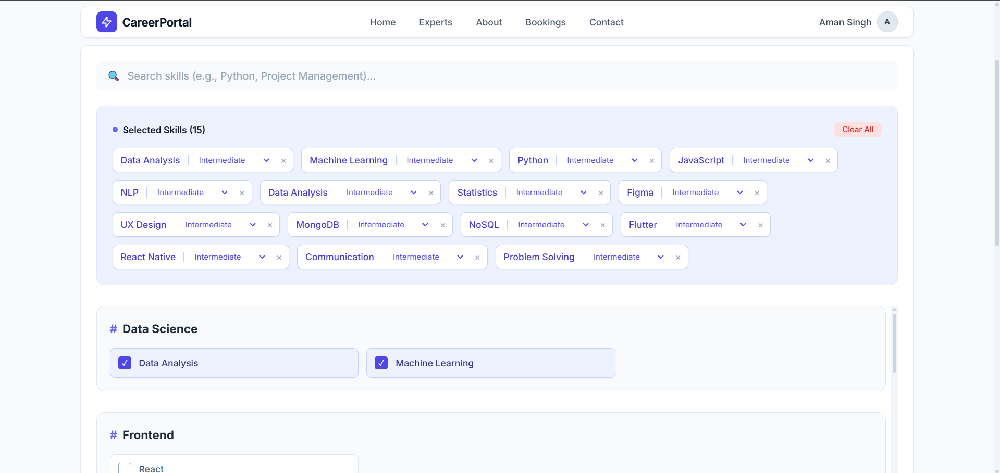 CareerPortal Home Experts About Bookings Contact Aman Singh A
Search skills (e.g., Python, Project Management)...
Selected Skills (15) Clear All
Data Analysis Intermediate × Machine Learning Intermediate × Python Intermediate × JavaScript Intermediate ×
NLP Intermediate × Data Analysis Intermediate × Statistics Intermediate × Figma Intermediate ×
UX Design Intermediate × MongoDB Intermediate × NoSQL Intermediate × Flutter Intermediate ×
React Native Intermediate × Communication Intermediate × Problem Solving Intermediate ×
# Data Science
Data Analysis Machine Learning
# Frontend
React